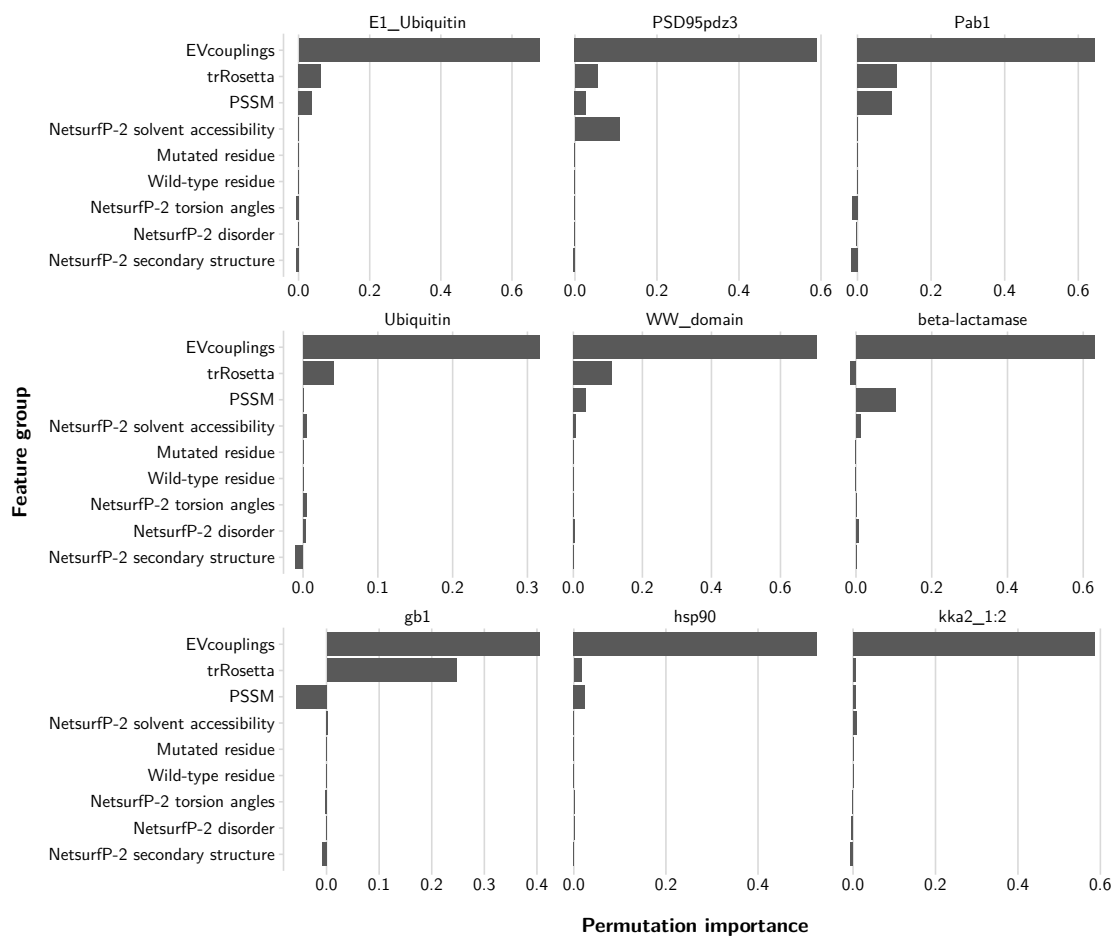 E1_Ubiquitin PSD95pdz3 Pab1
EVcouplings
trRosetta
PSSM
NetsurfP-2 solvent accessibility
Mutated residue
Wild-type residue
NetsurfP-2 torsion angles
NetsurfP-2 disorder
NetsurfP-2 secondary structure
0.0 0.2 0.4 0.6 0.0 0.2 0.4 0.6 0.0 0.2 0.4 0.6
Ubiquitin WW_domain beta-lactamase
EVcouplings
trRosetta
PSSM
NetsurfP-2 solvent accessibility
Mutated residue
Wild-type residue
NetsurfP-2 torsion angles
NetsurfP-2 disorder
NetsurfP-2 secondary structure
0.0 0.1 0.2 0.3 0.0 0.2 0.4 0.6 0.0 0.2 0.4 0.6
Feature group
gb1 hsp90 kka2_1:2
EVcouplings
trRosetta
PSSM
NetsurfP-2 solvent accessibility
Mutated residue
Wild-type residue
NetsurfP-2 torsion angles
NetsurfP-2 disorder
NetsurfP-2 secondary structure
0.0 0.1 0.2 0.3 0.4 0.0 0.2 0.4 0.0 0.2 0.4 0.6
Permutation importance